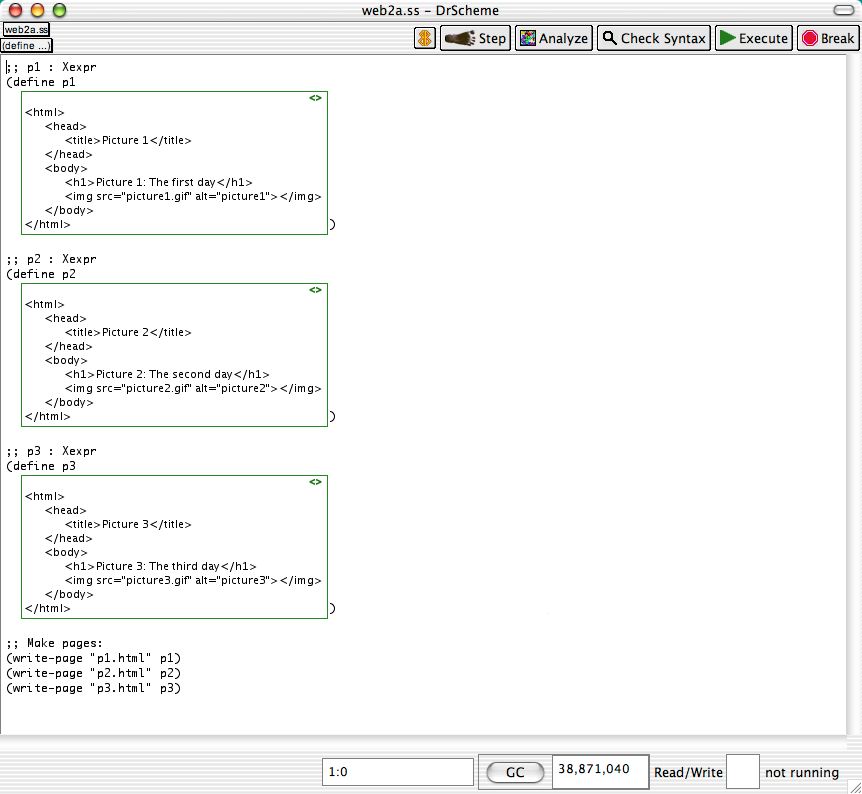 web2a.ss - DrScheme
web2a.ss
(define ...)
Step
Analyze
Check Syntax
Execute
Break
;; p1 : Xexpr
(define p1
<>
<html>
<head>
<title>Picture 1</title>
</head>
<body>
<h1>Picture 1: The first day</h1>
<img src="picture1.gif" alt="picture1"></img>
</body>
</html>
)
;; p2 : Xexpr
(define p2
<>
<html>
<head>
<title>Picture 2</title>
</head>
<body>
<h1>Picture 2: The second day</h1>
<img src="picture2.gif" alt="picture2"></img>
</body>
</html>
)
;; p3 : Xexpr
(define p3
<>
<html>
<head>
<title>Picture 3</title>
</head>
<body>
<h1>Picture 3: The third day</h1>
<img src="picture3.gif" alt="picture3"></img>
</body>
</html>
)
;; Make pages:
(write-page "p1.html" p1)
(write-page "p2.html" p2)
(write-page "p3.html" p3)
1:0
GC
38,871,040
Read/Write
not running